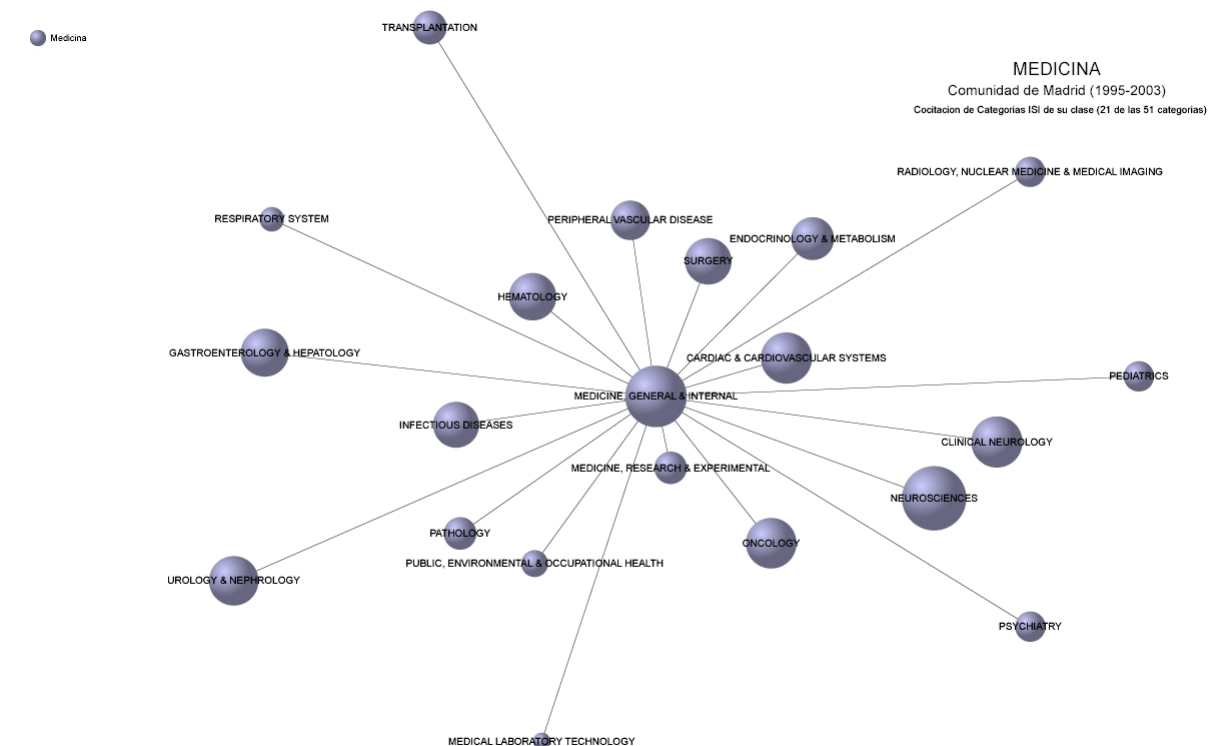 TRANSPLANTATION
Medicina
MEDICINA
Comunidad de Madrid (1995-2003)
Cocitacion de Categorias ISI de su clase (21 de las 51 categorias)
RADIOLOGY, NUCLEAR MEDICINE & MEDICAL IMAGING
RESPIRATORY SYSTEM
PERIPHERAL VASCULAR DISEASE
ENDOCRINOLOGY & METABOLISM
SURGERY
HEMATOLOGY
GASTROENTEROLOGY & HEPATOLOGY
CARDIAC & CARDIOVASCULAR SYSTEMS
PEDIATRICS
MEDICINE, GENERAL & INTERNAL
INFECTIOUS DISEASES
CLINICAL NEUROLOGY
MEDICINE, RESEARCH & EXPERIMENTAL
NEUROSCIENCES
PATHOLOGY
ONCOLOGY
PUBLIC, ENVIRONMENTAL & OCCUPATIONAL HEALTH
UROLOGY & NEPHROLOGY
PSYCHIATRY
MEDICAL LABORATORY TECHNOLOGY